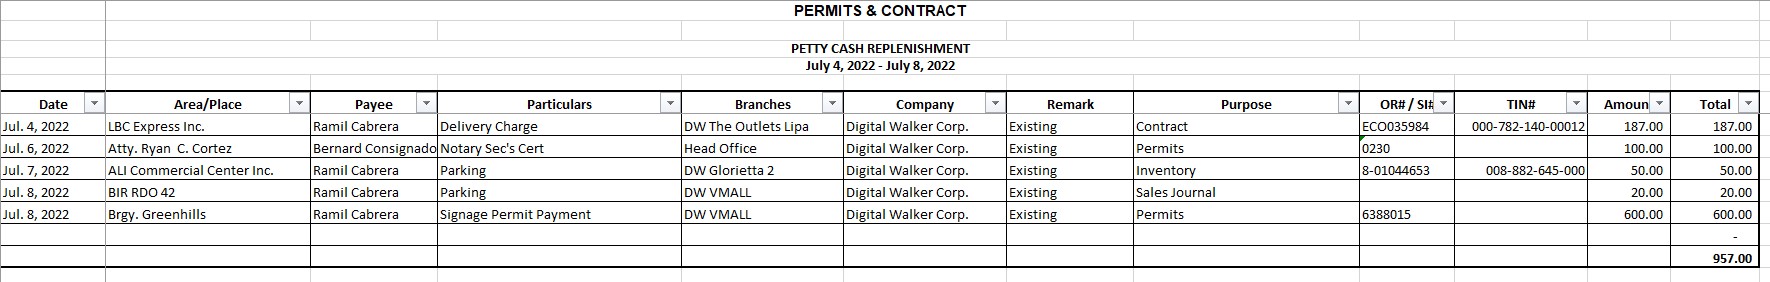 PERMITS & CONTRACT
PETTY CASH REPLENISHMENT
July 4, 2022 - July 8, 2022
Date Area/Place Payee Particulars Branches Company Remark Purpose OR# / SI# TIN# Amoun Total
Jul. 4, 2022 LBC Express Inc. Ramil Cabrera Delivery Charge DW The Outlets Lipa Digital Walker Corp. Existing Contract ECO035984 000-782-140-00012 187.00 187.00
Jul. 6, 2022 Atty. Ryan C. Cortez Bernard Consignado Notary Sec's Cert Head Office Digital Walker Corp. Existing Permits 0230 100.00 100.00
Jul. 7, 2022 ALI Commercial Center Inc. Ramil Cabrera Parking DW Glorietta 2 Digital Walker Corp. Existing Inventory 8-01044653 008-882-645-000 50.00 50.00
Jul. 8, 2022 BIR RDO 42 Ramil Cabrera Parking DW VMALL Digital Walker Corp. Existing Sales Journal 20.00 20.00
Jul. 8, 2022 Brgy. Greenhills Ramil Cabrera Signage Permit Payment DW VMALL Digital Walker Corp. Existing Permits 6388015 600.00 600.00
-
957.00